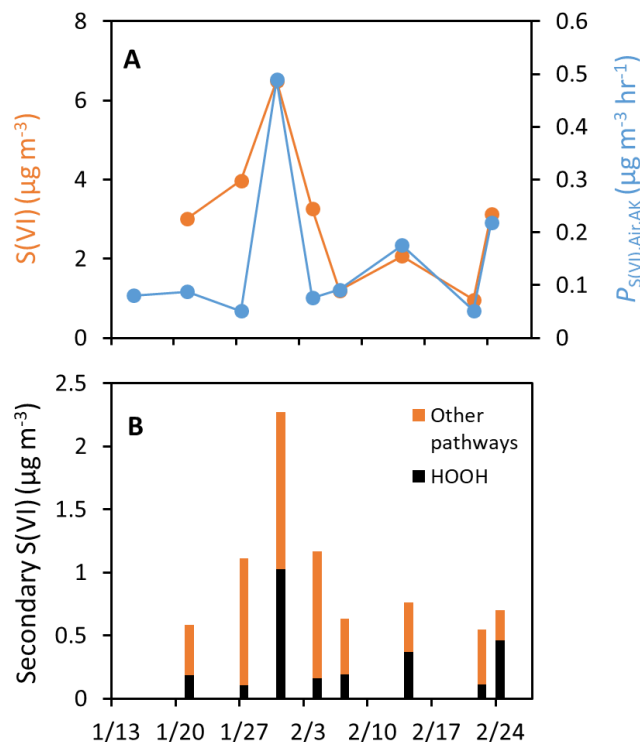 A
S(VI) (µg m⁻³)
8
6
4
2
0
P_S(VI),Air,AK (µg m⁻³ hr⁻¹)
0.6
0.5
0.4
0.3
0.2
0.1
0
B
Other
pathways
HOOH
Secondary S(VI) (µg m⁻³)
2.5
2
1.5
1
0.5
0
1/13 1/20 1/27 2/3 2/10 2/17 2/24